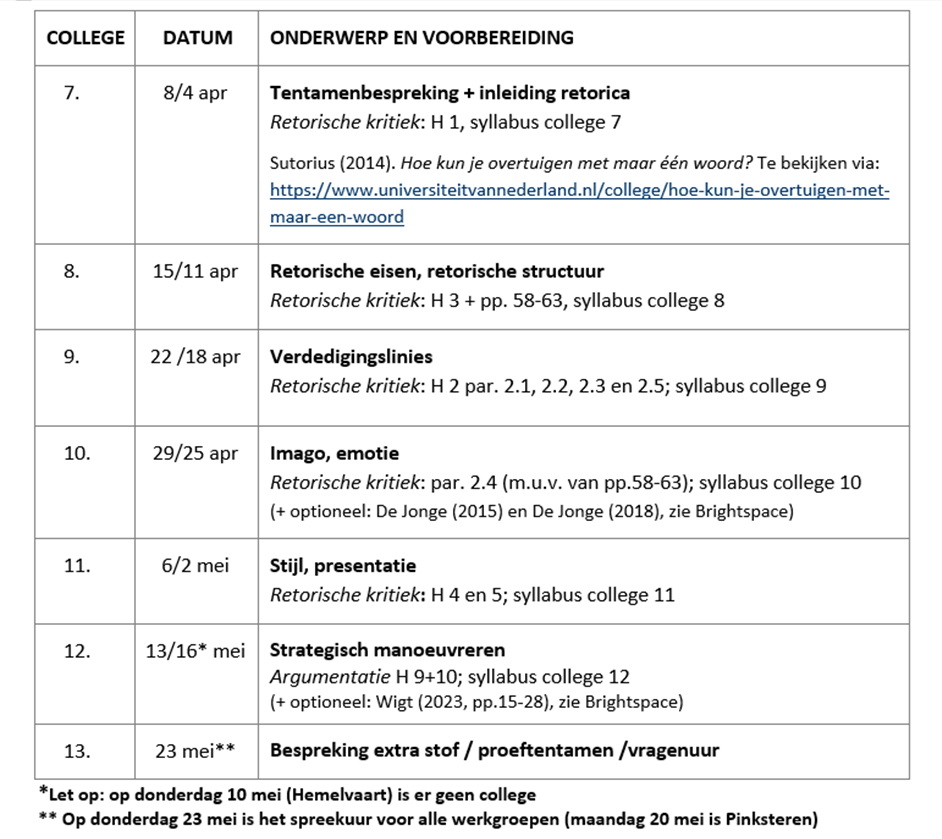 COLLEGE DATUM ONDERWERP EN VOORBEREIDING
7. 8/4 apr Tentamenbespreking + inleiding retorica
Retorische kritiek: H 1, syllabus college 7
Sutorius (2014). Hoe kun je overtuigen met maar één woord? Te bekijken via:
https://www.universiteitvannederland.nl/college/hoe-kun-je-overtuigen-met-
maar-een-woord
8. 15/11 apr Retorische eisen, retorische structuur
Retorische kritiek: H 3 + pp. 58-63, syllabus college 8
9. 22 /18 apr Verdedigingslinies
Retorische kritiek: H 2 par. 2.1, 2.2, 2.3 en 2.5; syllabus college 9
10. 29/25 apr Imago, emotie
Retorische kritiek: par. 2.4 (m.u.v. van pp.58-63); syllabus college 10
(+ optioneel: De Jonge (2015) en De Jonge (2018), zie Brightspace)
11. 6/2 mei Stijl, presentatie
Retorische kritiek: H 4 en 5; syllabus college 11
12. 13/16* mei Strategisch manoeuvreren
Argumentatie H 9+10; syllabus college 12
(+ optioneel: Wigt (2023, pp.15-28), zie Brightspace)
13. 23 mei** Bespreking extra stof / proeftentamen /vragenuur
*Let op: op donderdag 10 mei (Hemelvaart) is er geen college
** Op donderdag 23 mei is het spreekuur voor alle werkgroepen (maandag 20 mei is Pinksteren)